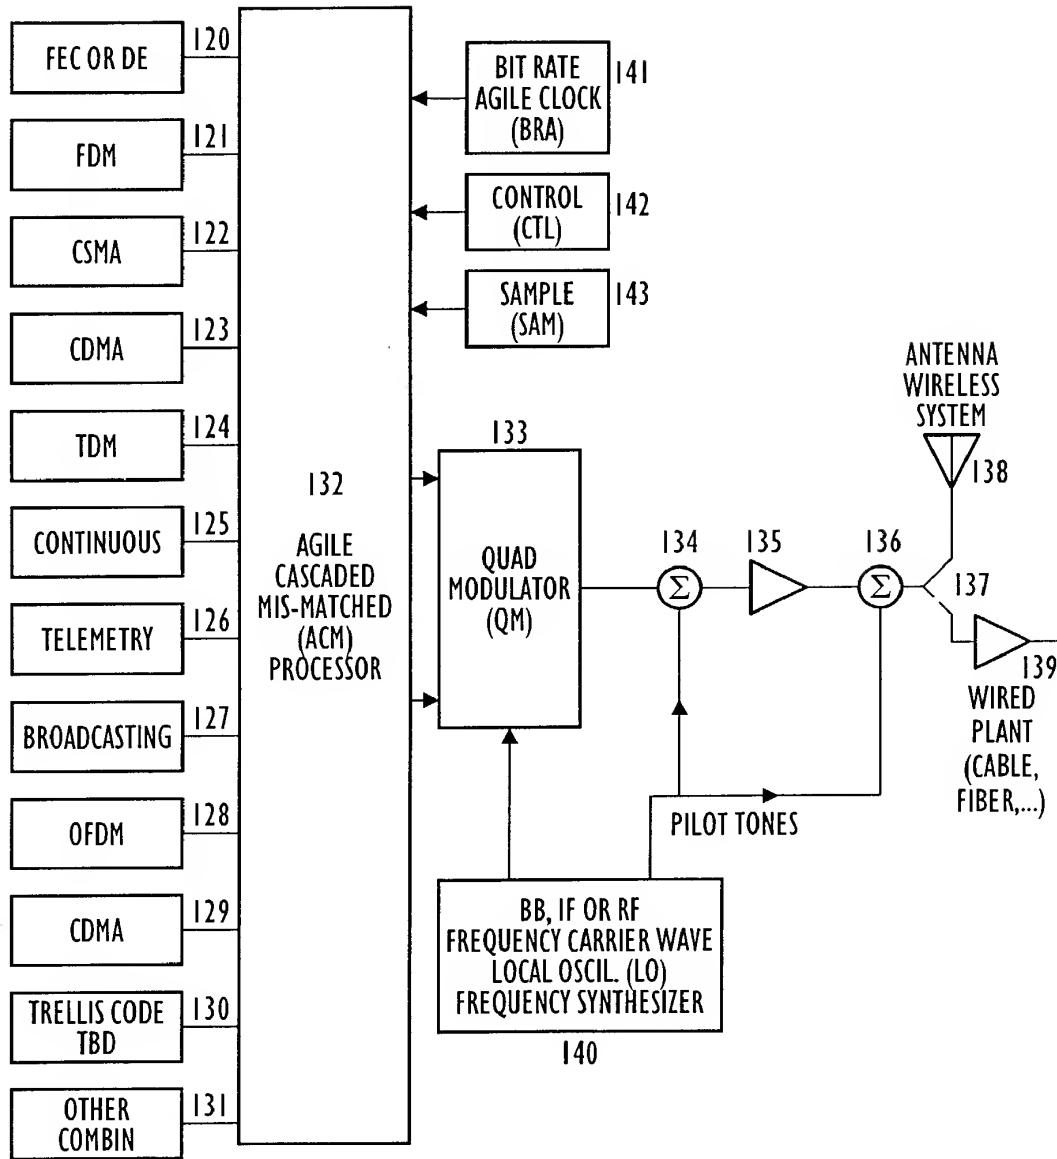 FEC OR DE
120
FDM
121
CSMA
122
CDMA
123
TDM
124
CONTINUOUS
125
TELEMETRY
126
BROADCASTING
127
OFDM
128
CDMA
129
TRELLIS CODE
TBD
130
OTHER
COMBIN
131
132
AGILE
CASCADED
MIS-MATCHED
(ACM)
PROCESSOR
BIT RATE
AGILE CLOCK
(BRA)
141
CONTROL
(CTL)
142
SAMPLE
(SAM)
143
133
QUAD
MODULATOR
(QM)
134
Σ
135
136
Σ
137
ANTENNA
WIRELESS
SYSTEM
138
139
WIRED
PLANT
(CABLE,
FIBER,...)
PILOT TONES
BB, IF OR RF
FREQUENCY CARRIER WAVE
LOCAL OSCIL. (LO)
FREQUENCY SYNTHESIZER
140